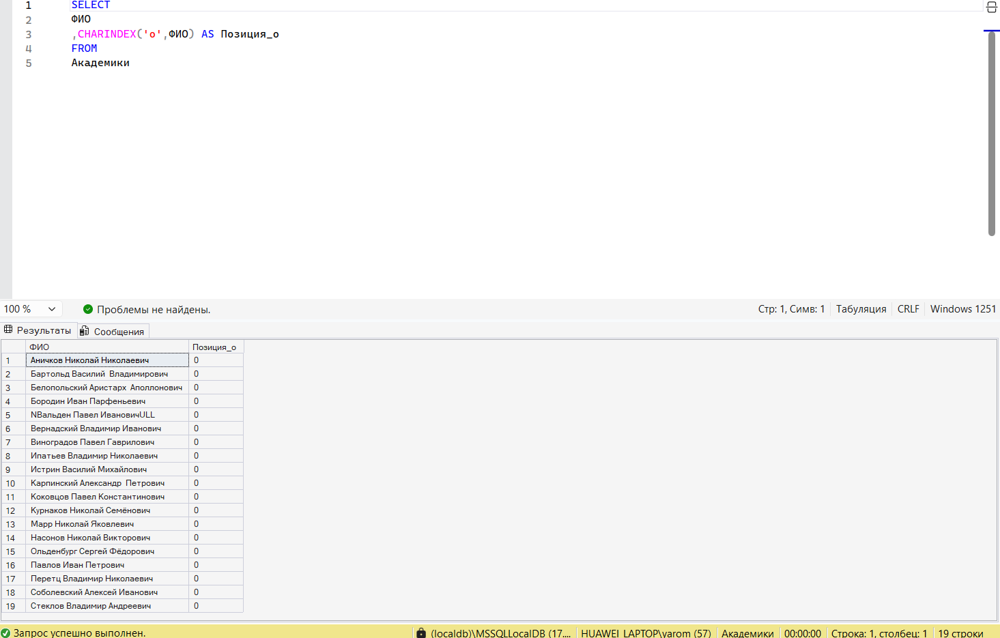 1 SELECT
2 ФИО
3 ,CHARINDEX('о',ФИО) AS Позиция_о
4 FROM
5 Академики
100 % Проблемы не найдены. Стр: 1, Симв: 1 Табуляция CRLF Windows 1251
Результаты Сообщения
ФИО Позиция_о
1 Аничков Николай Николаевич 0
2 Бартольд Василий  Владимирович 0
3 Белопольский Аристарх  Аполлонович 0
4 Бородин Иван Парфеньевич 0
5 NВальден Павел ИвановичULL 0
6 Вернадский Владимир Иванович 0
7 Виноградов Павел Гаврилович 0
8 Ипатьев Владимир Николаевич 0
9 Истрин Василий Михайлович 0
10 Карпинский Александр  Петрович 0
11 Коковцов Павел Константинович 0
12 Курнаков Николай Семёнович 0
13 Марр Николай Яковлевич 0
14 Насонов Николай Викторович 0
15 Ольденбург Сергей Фёдорович 0
16 Павлов Иван Петрович 0
17 Перетц Владимир Николаевич 0
18 Соболевский Алексей Иванович 0
19 Стеклов Владимир Андреевич 0
Запрос успешно выполнен. (localdb)\MSSQLLocalDB (17.... HUAWEI_LAPTOP\yarom (57) Академики 00:00:00 Строка: 1, столбец: 1 19 строки